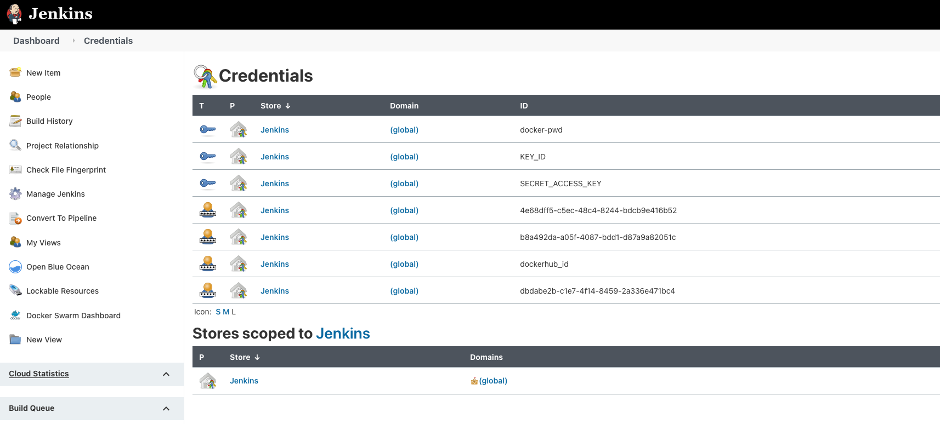 Jenkins
Dashboard › Credentials
New Item
People
Build History
Project Relationship
Check File Fingerprint
Manage Jenkins
Convert To Pipeline
My Views
Open Blue Ocean
Lockable Resources
Docker Swarm Dashboard
New View
Cloud Statistics
Build Queue
Credentials
T P Store ↓ Domain ID
Jenkins (global) docker-pwd
Jenkins (global) KEY_ID
Jenkins (global) SECRET_ACCESS_KEY
Jenkins (global) 4e68dff5-c5ec-48c4-8244-bdcb9e416b52
Jenkins (global) b8a492da-a05f-4087-bdd1-d87a9a82051c
Jenkins (global) dockerhub_id
Jenkins (global) dbdabe2b-c1e7-4f14-8459-2a336e471bc4
Icon: S M L
Stores scoped to Jenkins
P Store ↓ Domains
Jenkins (global)